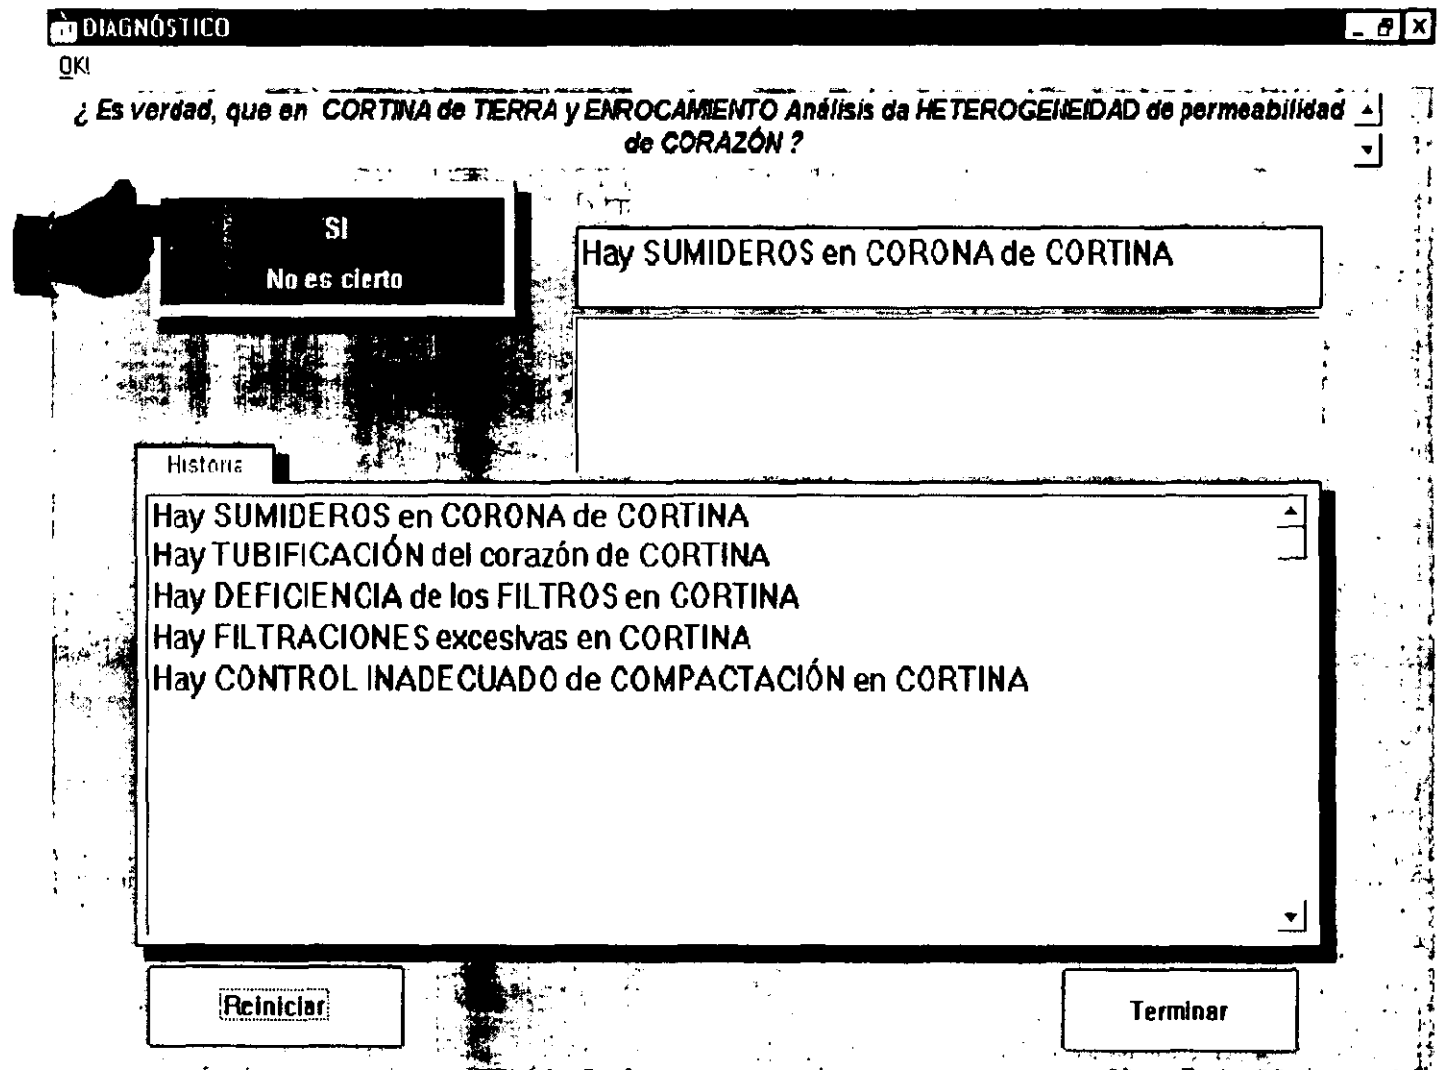 DIAGNÓSTICO
OK!
¿ Es verdad, que en CORTINA de TIERRA y ENROCAMIENTO Análisis da HETEROGENEIDAD de permeabilidad
de CORAZÓN ?
SI
No es cierto
Hay SUMIDEROS en CORONA de CORTINA
Historia
Hay SUMIDEROS en CORONA de CORTINA
Hay TUBIFICACIÓN del corazón de CORTINA
Hay DEFICIENCIA de los FILTROS en CORTINA
Hay FILTRACIONES excesivas en CORTINA
Hay CONTROL INADECUADO de COMPACTACIÓN en CORTINA
Reiniciar
Terminar